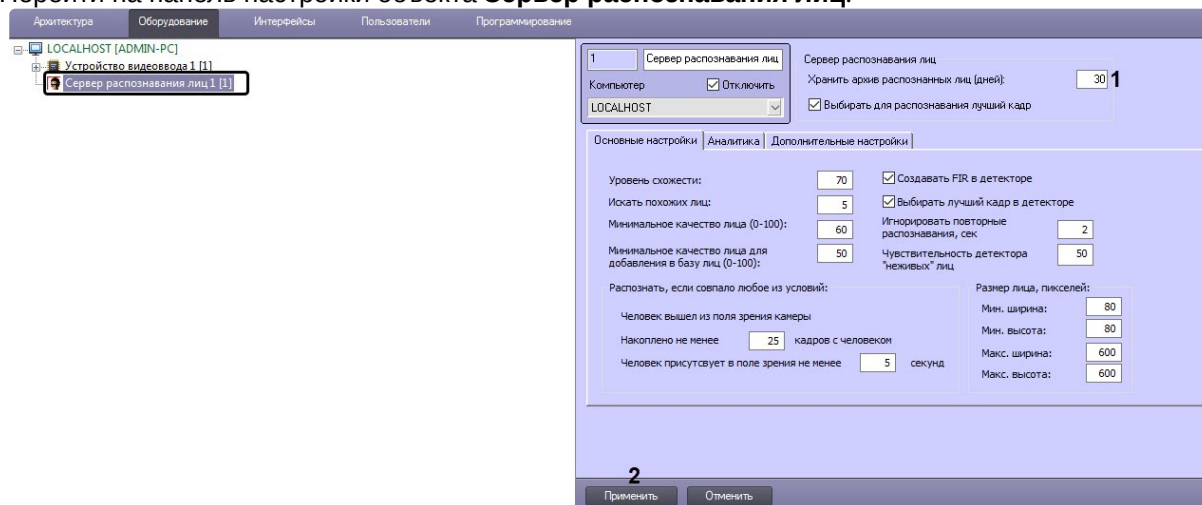 Перейти на панель настройки объекта Сервер распознавания лиц.
Архитектура Оборудование Интерфейсы Пользователи Программирование
LOCALHOST [ADMIN-PC]
Устройство видеоввода 1 [1]
Сервер распознавания лиц 1 [1]
1 Сервер распознавания лиц
Компьютер Отключить
LOCALHOST
Сервер распознавания лиц
Хранить архив распознанных лиц (дней): 30 1
Выбирать для распознавания лучший кадр
Основные настройки Аналитика Дополнительные настройки
Уровень схожести: 70
Создавать FIR в детекторе
Искать похожих лиц: 5
Выбирать лучший кадр в детекторе
Минимальное качество лица (0-100): 60
Игнорировать повторные
распознавания, сек 2
Минимальное качество лица для
добавления в базу лиц (0-100): 50
Чувствительность детектора
"неживых" лиц 50
Распознать, если совпало любое из условий:
Человек вышел из поля зрения камеры
Накоплено не менее 25 кадров с человеком
Человек присутсвует в поле зрения не менее 5 секунд
Размер лица, пикселей:
Мин. ширина: 80
Мин. высота: 80
Макс. ширина: 600
Макс. высота: 600
2
Применить Отменить